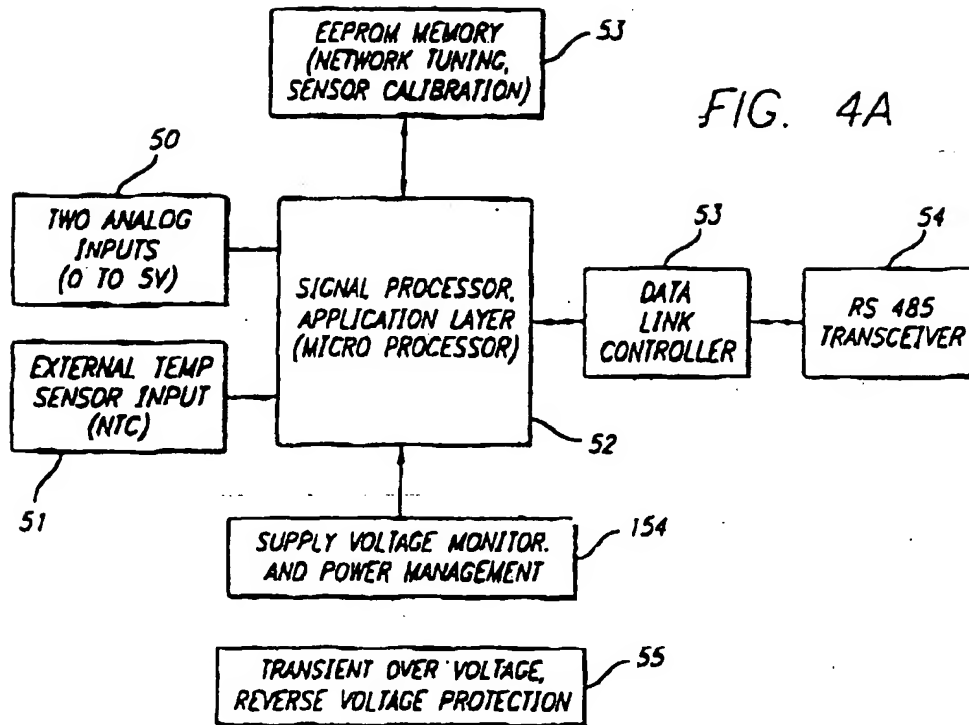 EEPROM MEMORY
(NETWORK TUNING,
SENSOR CALIBRATION)
53
FIG. 4A
50
TWO ANALOG
INPUTS
(0 TO 5V)
SIGNAL PROCESSOR,
APPLICATION LAYER
(MICRO PROCESSOR)
53
DATA
LINK
CONTROLLER
54
RS 485
TRANSCEIVER
EXTERNAL TEMP
SENSOR INPUT
(NTC)
52
51
SUPPLY VOLTAGE MONITOR.
AND POWER MANAGEMENT
154
TRANSIENT OVER VOLTAGE,
REVERSE VOLTAGE PROTECTION
55